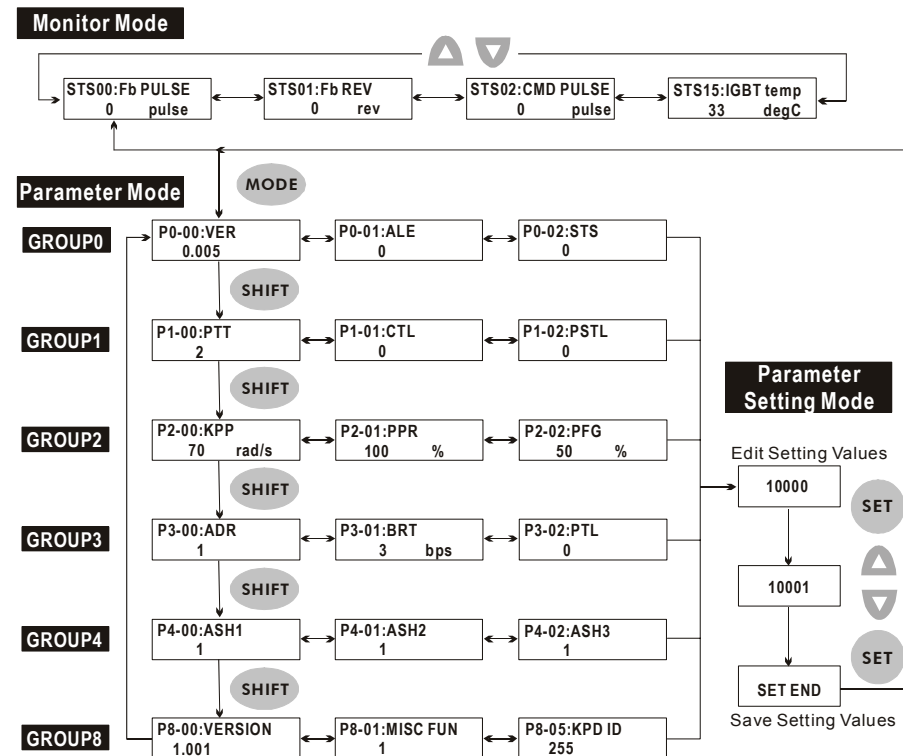 Monitor Mode
STS00:Fb PULSE
0 pulse
STS01:Fb REV
0 rev
STS02:CMD PULSE
0 pulse
STS15:IGBT temp
33 degC
Parameter Mode
MODE
GROUP0
P0-00:VER
0.005
P0-01:ALE
0
P0-02:STS
0
SHIFT
GROUP1
P1-00:PTT
2
P1-01:CTL
0
P1-02:PSTL
0
SHIFT
GROUP2
P2-00:KPP
70 rad/s
P2-01:PPR
100 %
P2-02:PFG
50 %
SHIFT
GROUP3
P3-00:ADR
1
P3-01:BRT
3 bps
P3-02:PTL
0
SHIFT
GROUP4
P4-00:ASH1
1
P4-01:ASH2
1
P4-02:ASH3
1
SHIFT
GROUP8
P8-00:VERSION
1.001
P8-01:MISC FUN
1
P8-05:KPD ID
255
Parameter
Setting Mode
Edit Setting Values
10000
SET
10001
SET
SET END
Save Setting Values